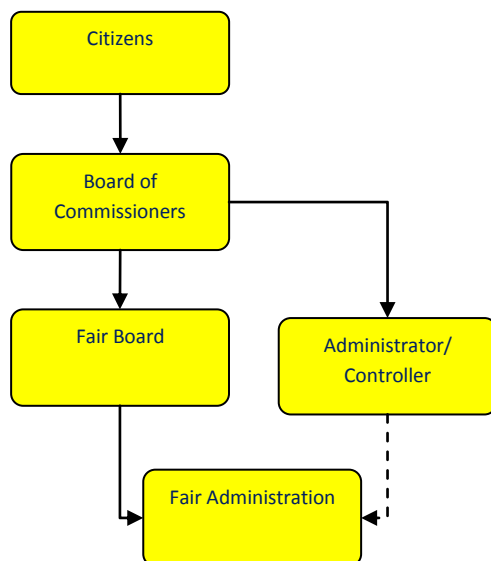 Citizens
Board of
Commissioners
Fair Board
Administrator/
Controller
Fair Administration